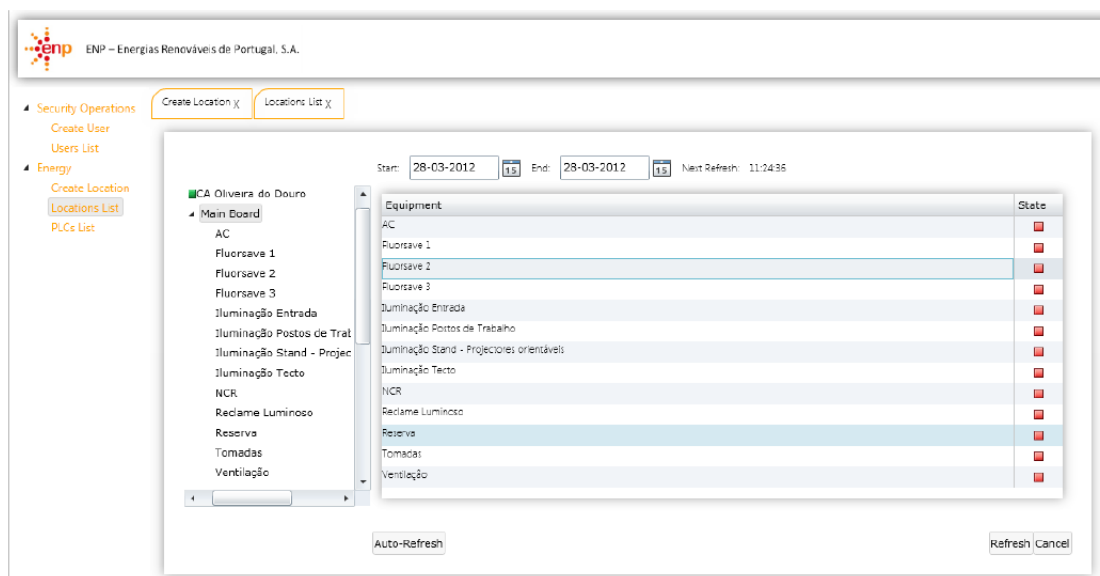 enp
ENP – Energias Renováveis de Portugal, S.A.
Security Operations
Create User
Users List
Energy
Create Location
Locations List
PLCs List
Create Location X
Locations List X
Start: 28-03-2012 15 End: 28-03-2012 15 Next Refresh: 11:24:36
CA Oliveira do Douro
Main Board
AC
Fluorsave 1
Fluorsave 2
Fluorsave 3
Iluminação Entrada
Iluminação Postos de Trab
Iluminação Stand - Projec
Iluminação Tecto
NCR
Reclame Luminoso
Reserva
Tomadas
Ventilação
Equipment State
AC
Fluorsave 1
Fluorsave 2
Fluorsave 3
Iluminação Entrada
Iluminação Postos de Trabalho
Iluminação Stand - Projectores orientáveis
Iluminação Tecto
NCR
Reclame Luminoso
Reserva
Tomadas
Ventilação
Auto-Refresh
Refresh Cancel